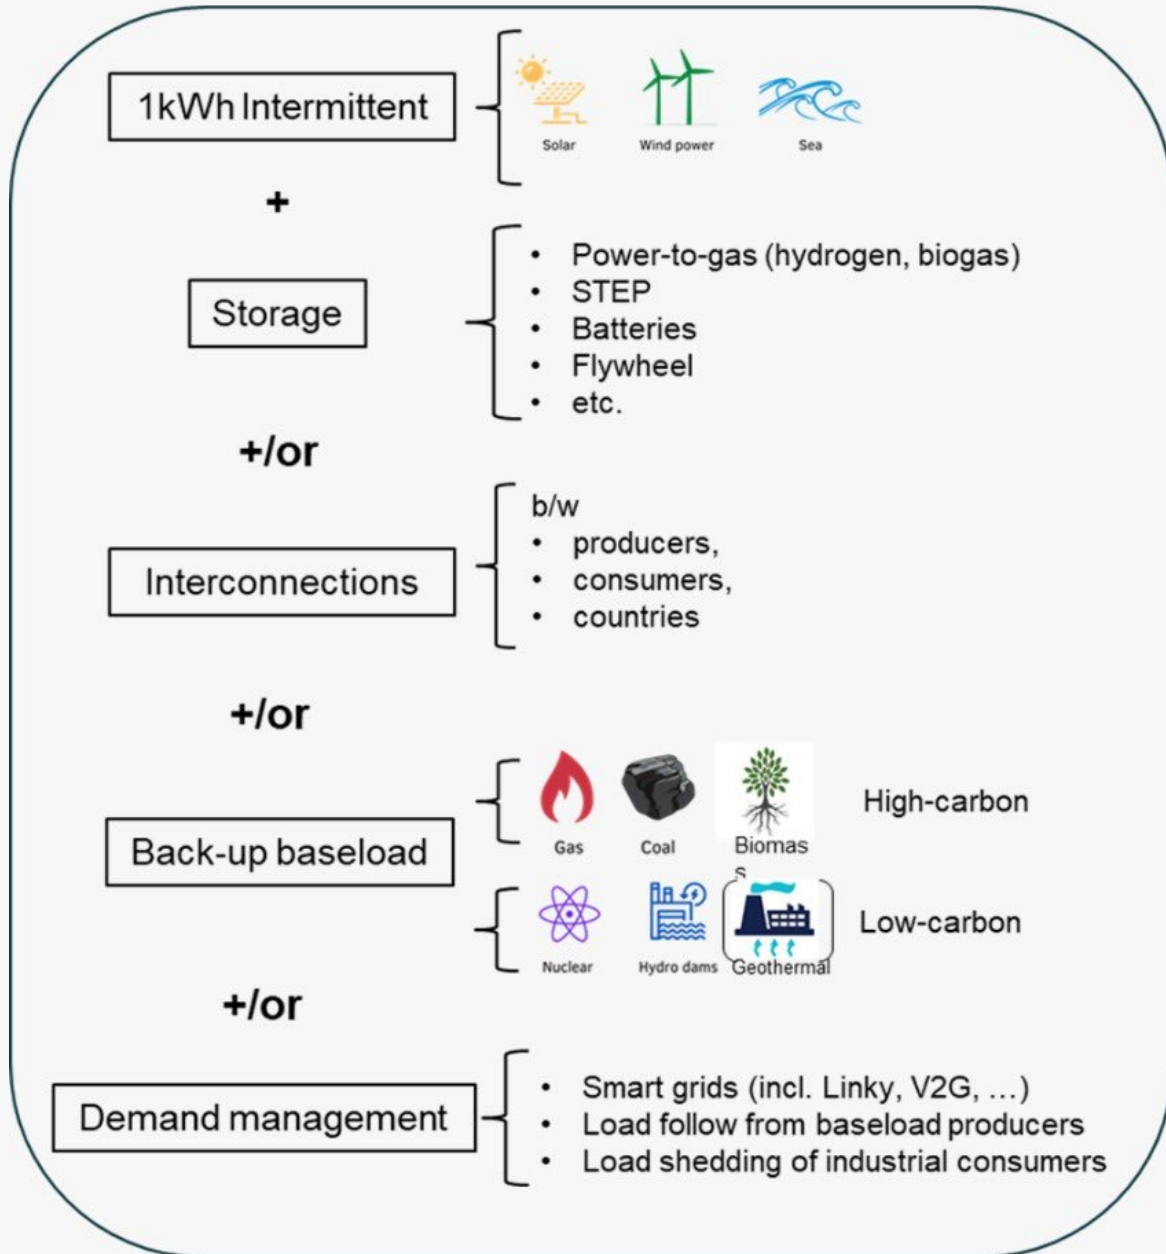 1kWh Intermittent
Solar
Wind power
Sea
+
Storage
• Power-to-gas (hydrogen, biogas)
• STEP
• Batteries
• Flywheel
• etc.
+/or
Interconnections
b/w
• producers,
• consumers,
• countries
+/or
Back-up baseload
Gas
Coal
Biomas
s
High-carbon
Nuclear
Hydro dams
Geothermal
Low-carbon
+/or
Demand management
• Smart grids (incl. Linky, V2G, ...)
• Load follow from baseload producers
• Load shedding of industrial consumers